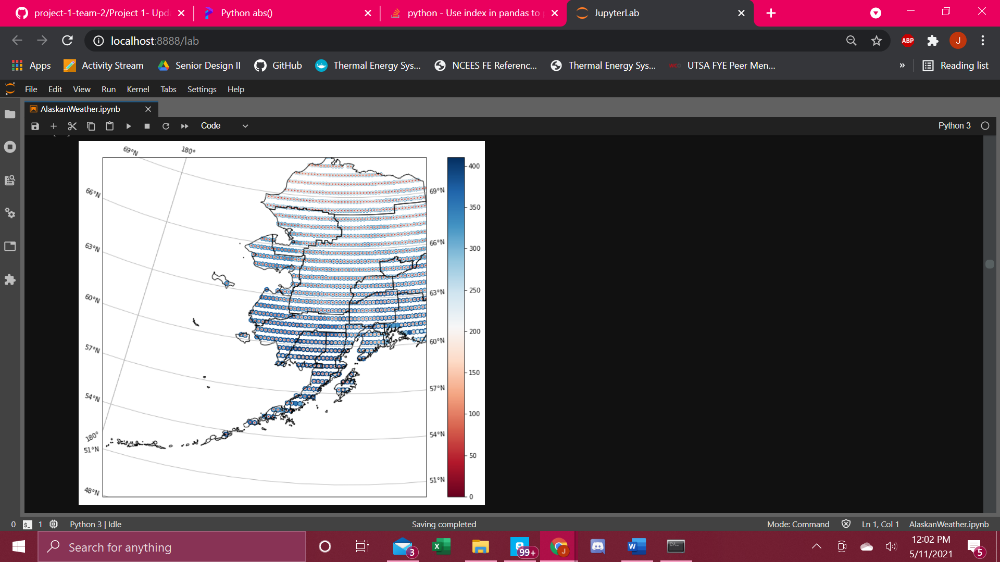 project-1-team-2/Project 1- Upd
Python abs()
python - Use index in pandas to
JupyterLab
localhost:8888/lab
ABP
J
Apps
Activity Stream
Senior Design II
GitHub
Thermal Energy Sys...
NCEES FE Referenc...
Thermal Energy Sys...
UTSA FYE Peer Men...
»
Reading list
File Edit View Run Kernel Tabs Settings Help
AlaskanWeather.ipynb
Code
Python 3
69°N 180°
66°N
63°N
60°N
57°N
54°N
180°
51°N
48°N
69°N
66°N
63°N
60°N
57°N
54°N
51°N
400
350
300
250
200
150
100
50
0
0 $_ 1 Python 3 | Idle
Saving completed
Mode: Command
Ln 1, Col 1
AlaskanWeather.ipynb
Search for anything
3
X
99+
J
W
12:02 PM
5/11/2021
5